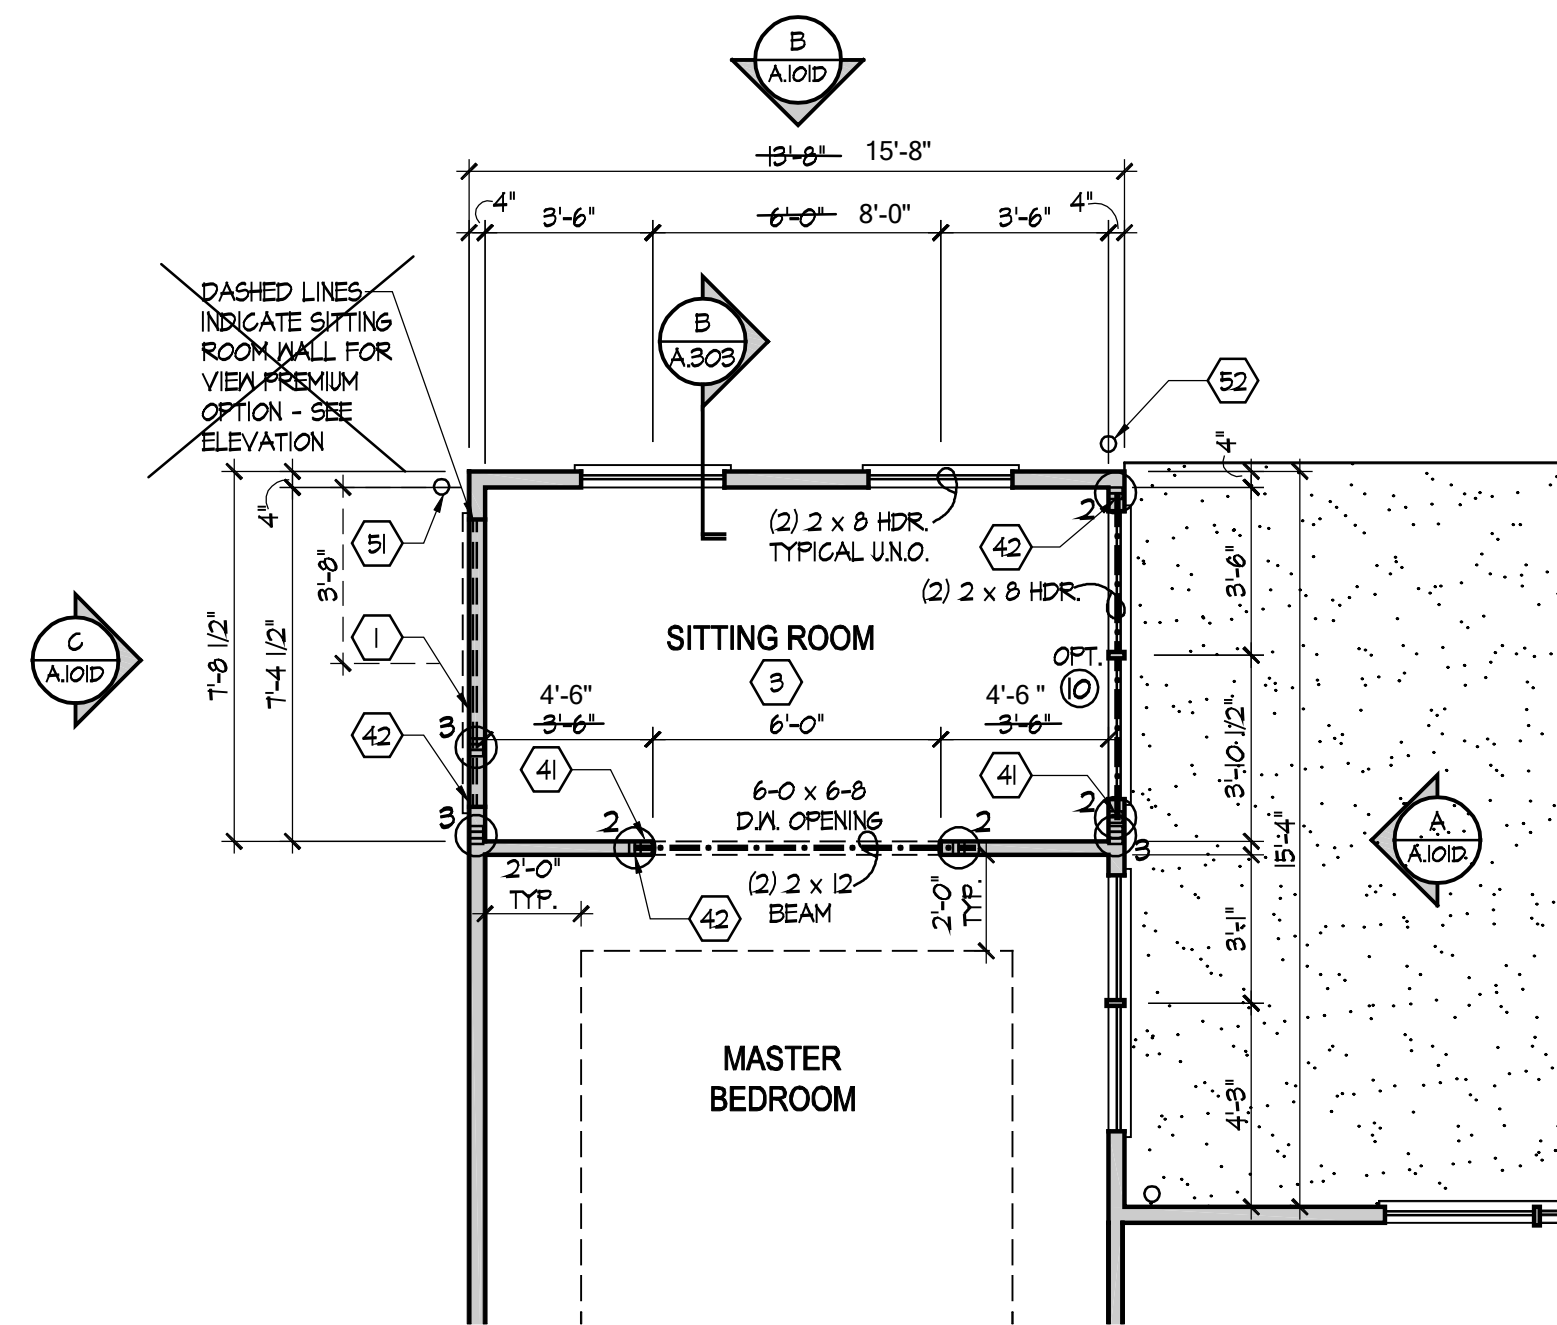 B
A.101D
13'-8" 15'-8"
4"
3'-6"
6'-0" 8'-0"
3'-6"
4"
DASHED LINES
INDICATE SITTING
ROOM WALL FOR
VIEW PREMIUM
OPTION - SEE
ELEVATION
B
A.303
52
4"
4"
51
3'-8"
7'-8 1/2"
7'-4 1/2"
1
42
3
3
C
A.101D
(2) 2 x 8 HDR.
TYPICAL U.N.O.
2
42
(2) 2 x 8 HDR.
3'-6"
SITTING ROOM
3
OPT.
10
4'-6"
3'-6"
6'-0"
4'-6 "
3'-6"
41
41
6-0 x 6-8
D.W. OPENING
2
2
2
3
3'-10 1/2"
15'-4"
A
A.101D
2'-0"
TYP.
(2) 2 x 12
BEAM
42
2'-0"
TYP.
3'-1"
4'-3"
MASTER
BEDROOM